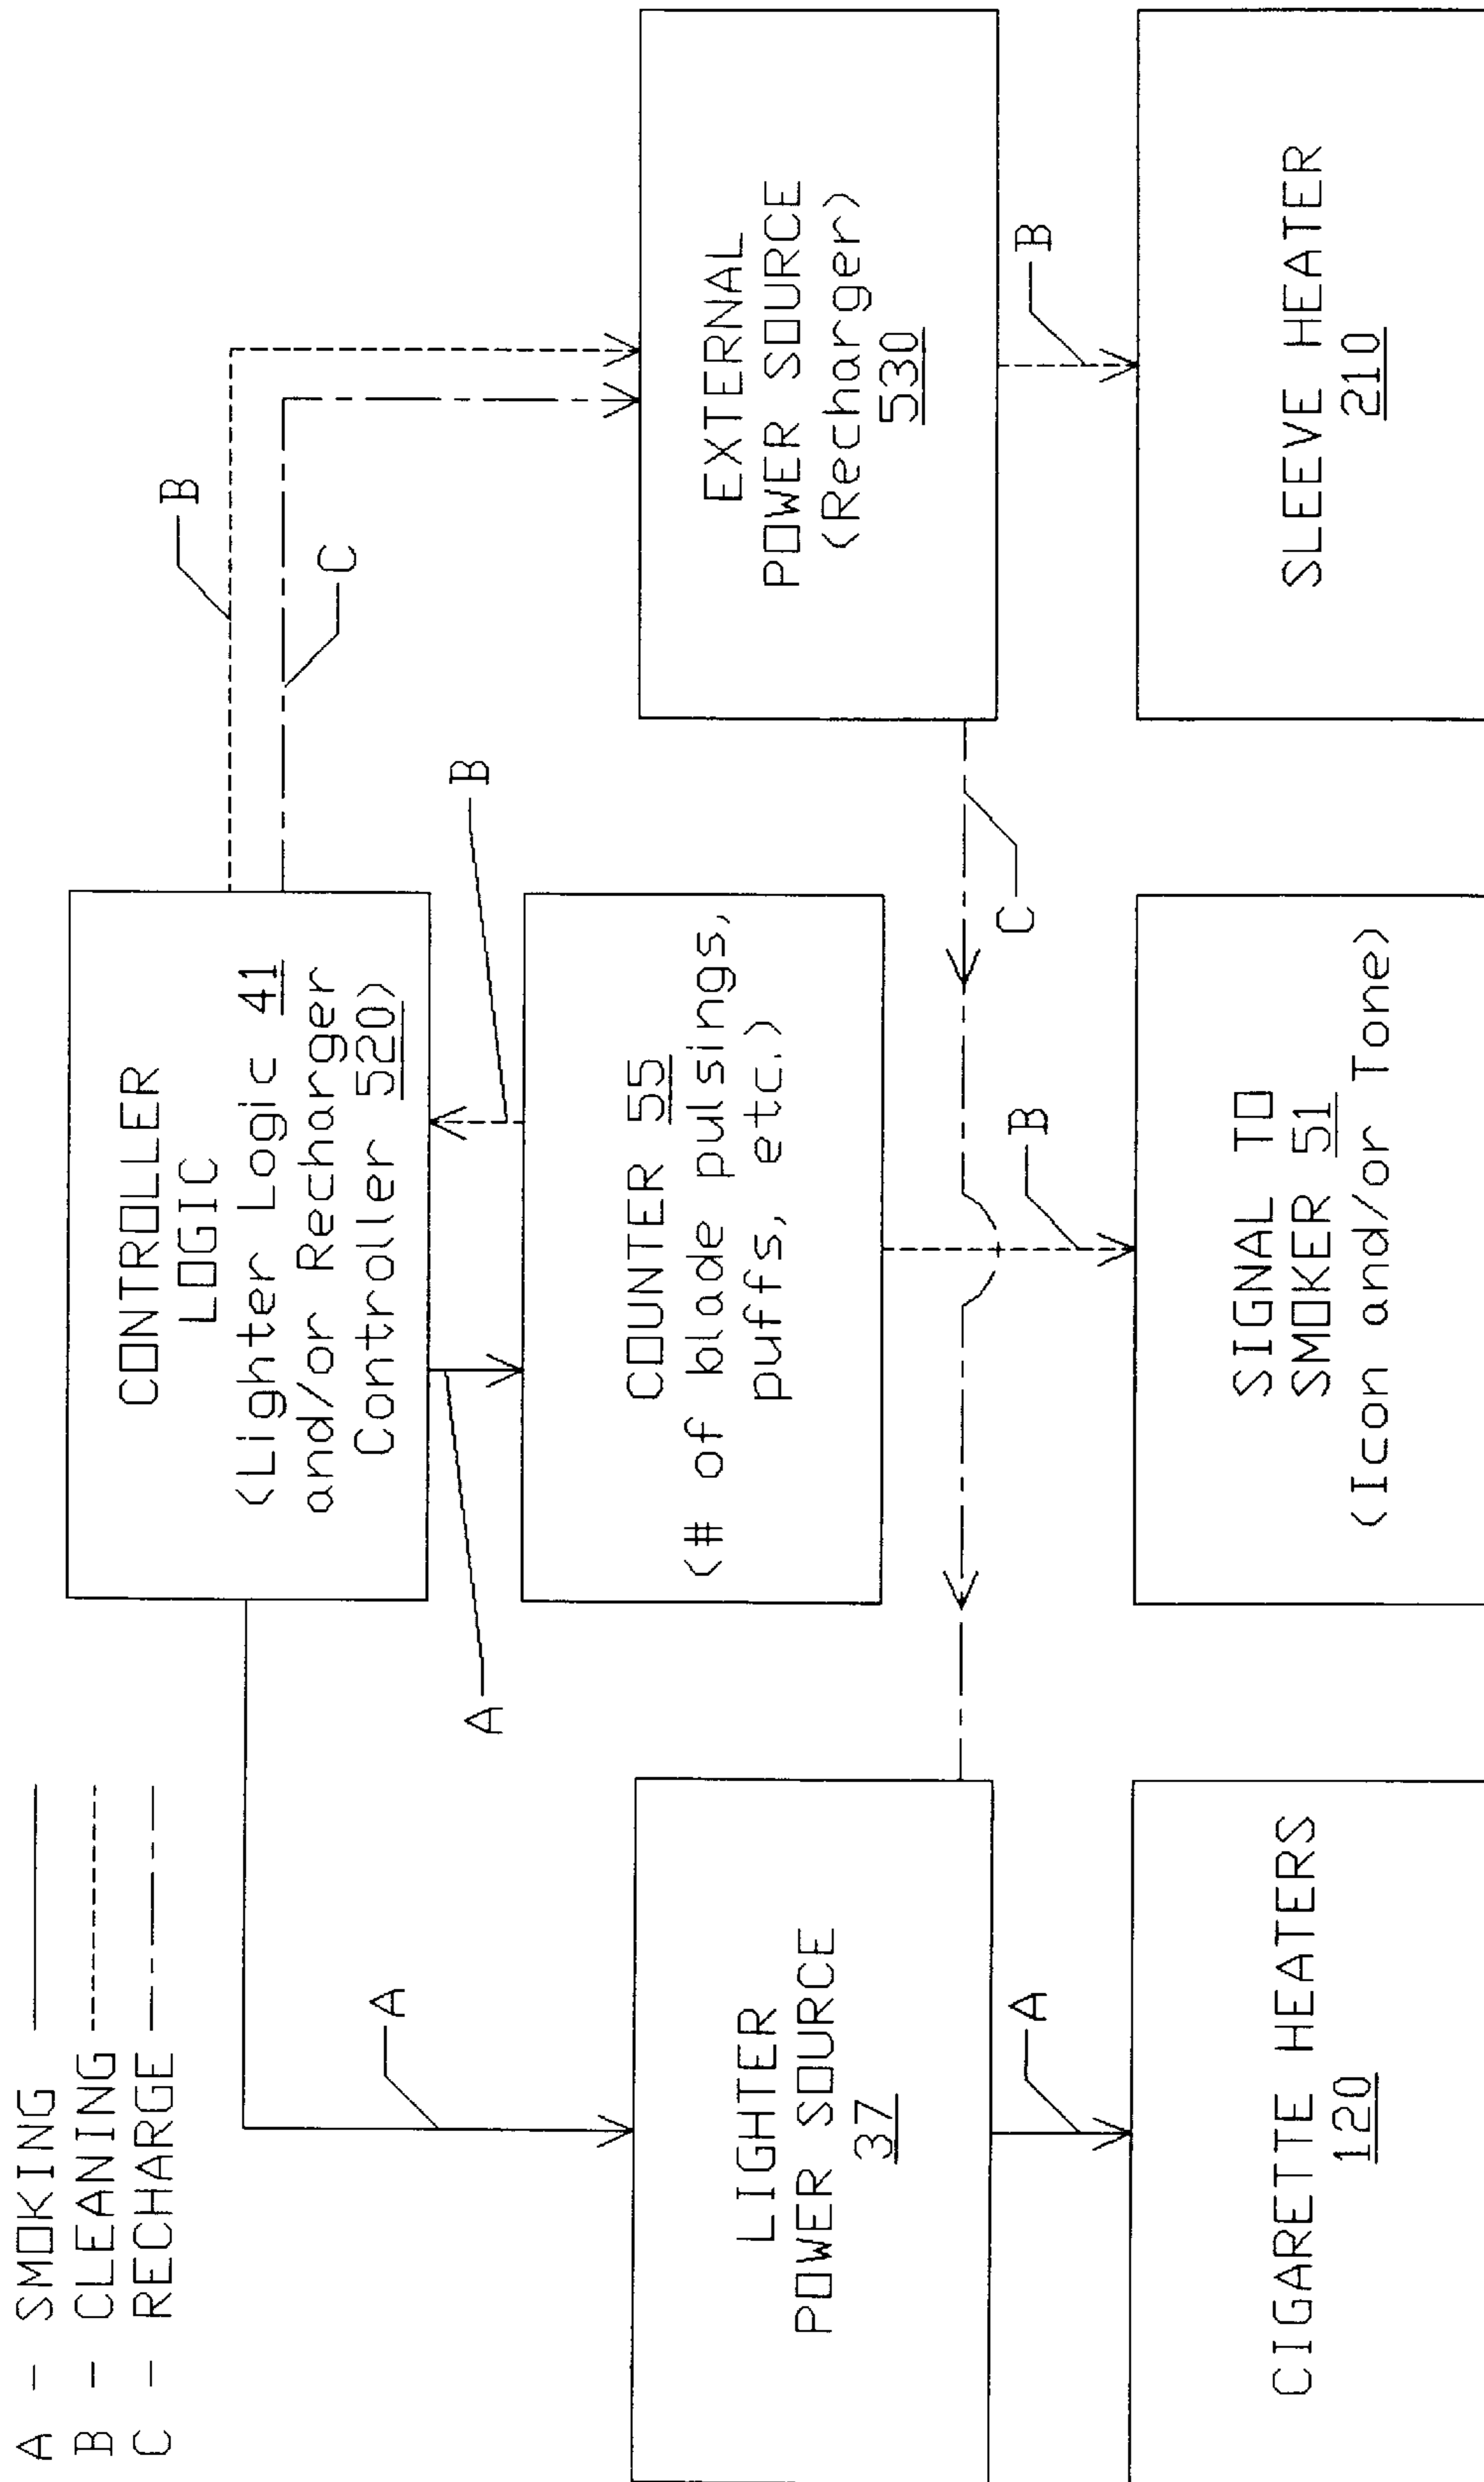 A - SMOKING
B - CLEANING
C - RECHARGE
CONTROLLER
LOGIC
(Lighter Logic 41
and/or Recharger
Controller 520)
A
A
B
B
C
COUNTER 55
(# of blade pulsings,
puffs, etc.)
LIGHTER
POWER SOURCE
37
EXTERNAL
POWER SOURCE
(Recharger)
530
A
B
C
B
CIGARETTE HEATERS
120
SIGNAL TO
SMOKER 51
(Icon and/or Tone)
SLEEVE HEATER
210